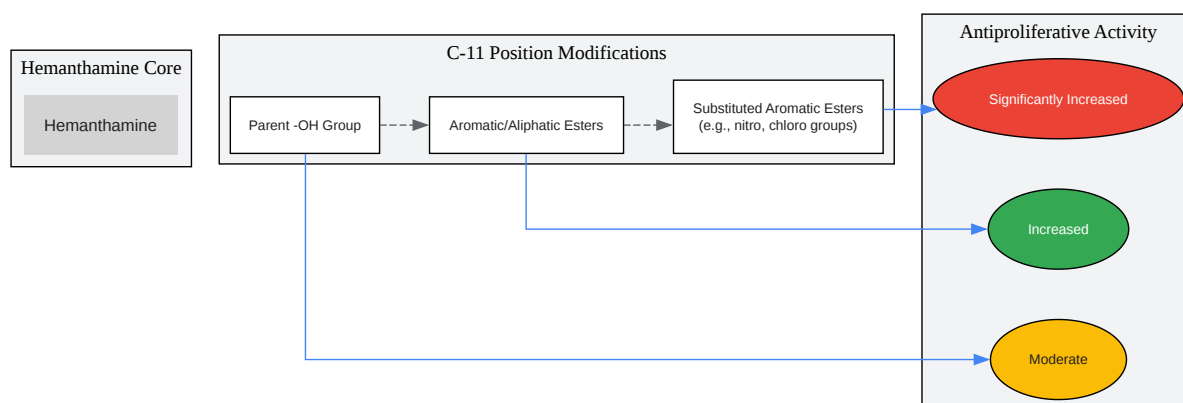 Hemanthamine Core
Hemanthamine
C-11 Position Modifications
Parent -OH Group
Aromatic/Aliphatic Esters
Substituted Aromatic Esters
(e.g., nitro, chloro groups)
Antiproliferative Activity
Significantly Increased
Increased
Moderate